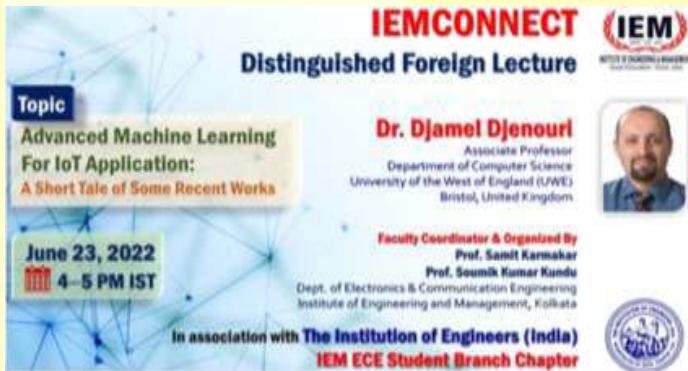 IEMCONNECT
Distinguished Foreign Lecture
IEM
Topic
Advanced Machine Learning
For IoT Application:
A Short Tale of Some Recent Works
Dr. Djamel Djenouri
Associate Professor
Department of Computer Science
University of the West of England (UWE)
Bristol, United Kingdom
June 23, 2022
4–5 PM IST
Faculty Coordinator & Organized By
Prof. Samit Karmakar
Prof. Soumik Kumar Kundu
Dept. of Electronics & Communication Engineering
Institute of Engineering and Management, Kolkata
In association with The Institution of Engineers (India)
IEM ECE Student Branch Chapter